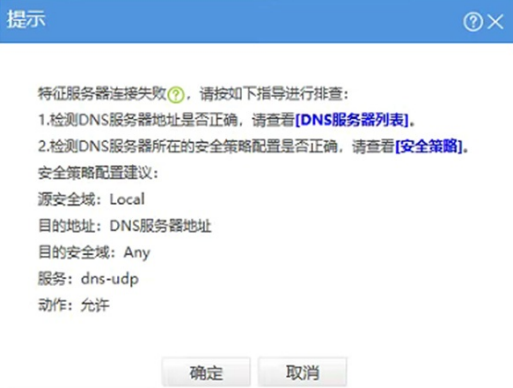 提示
特征服务器连接失败?，请按如下指导进行排查：
1.检测DNS服务器地址是否正确，请查看[DNS服务器列表]。
2.检测DNS服务器所在的安全策略配置是否正确，请查看[安全策略]。
安全策略配置建议：
源安全域：Local
目的地址：DNS服务器地址
目的安全域：Any
服务：dns-udp
动作：允许
确定 取消